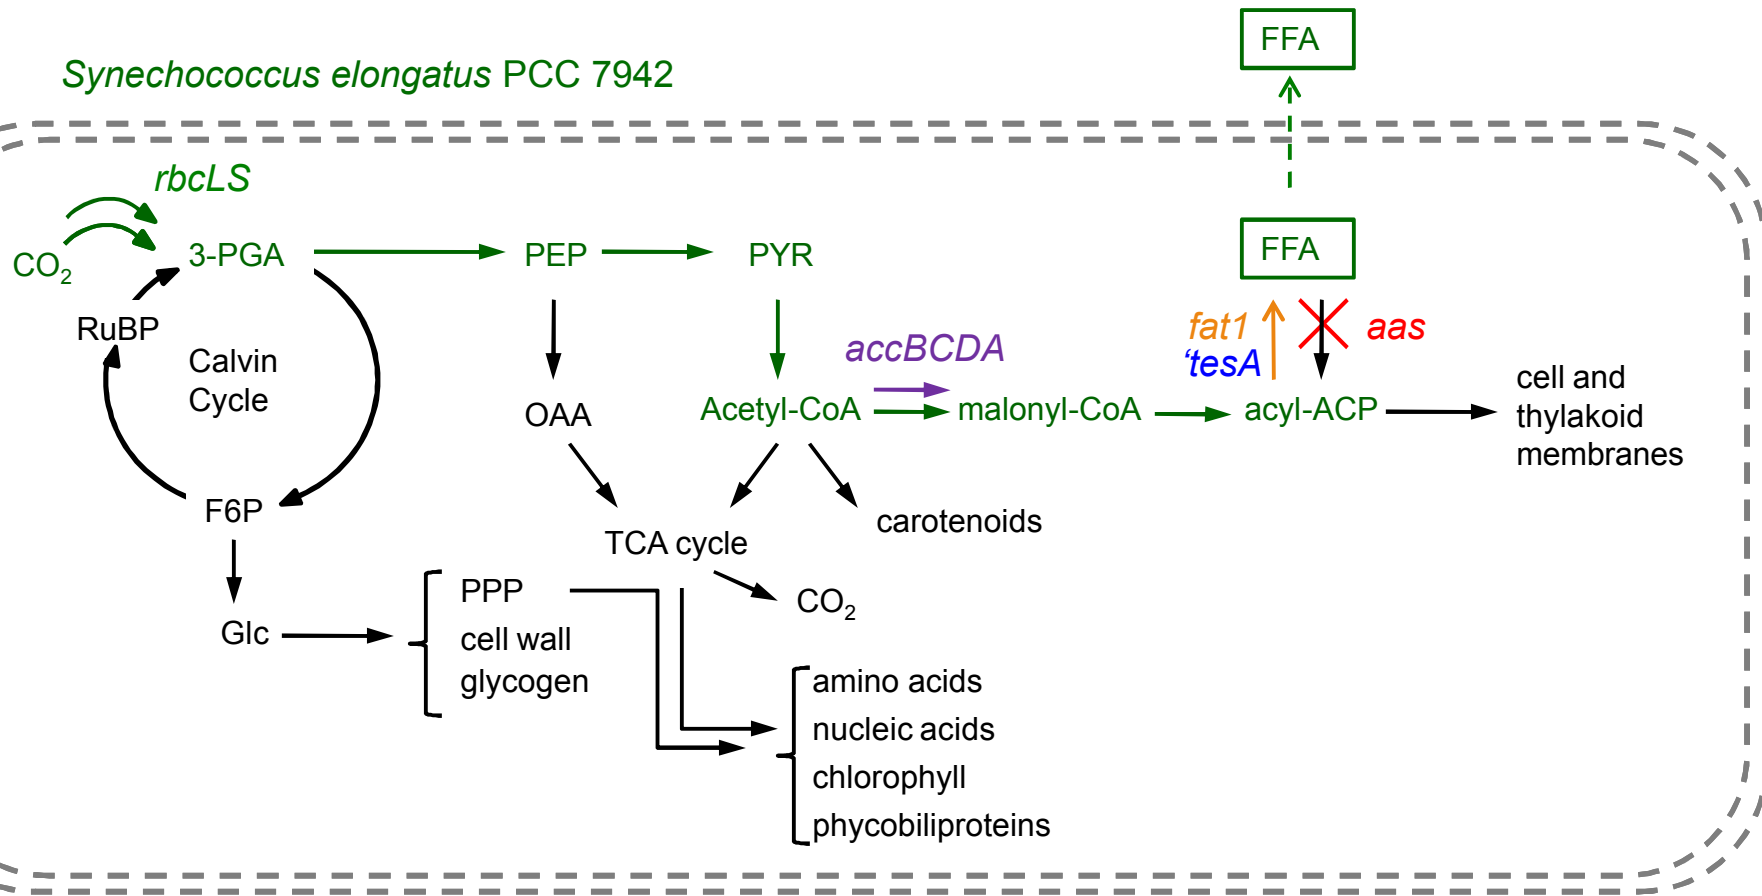 FFA
Synechococcus elongatus PCC 7942
rbcLS
CO₂
3-PGA
PEP
PYR
FFA
RuBP
Calvin
Cycle
fat1
‘tesA
aas
accBCDA
OAA
Acetyl-CoA
malonyl-CoA
acyl-ACP
cell and
thylakoid
membranes
F6P
carotenoids
TCA cycle
Glc
PPP
cell wall
glycogen
CO₂
amino acids
nucleic acids
chlorophyll
phycobiliproteins